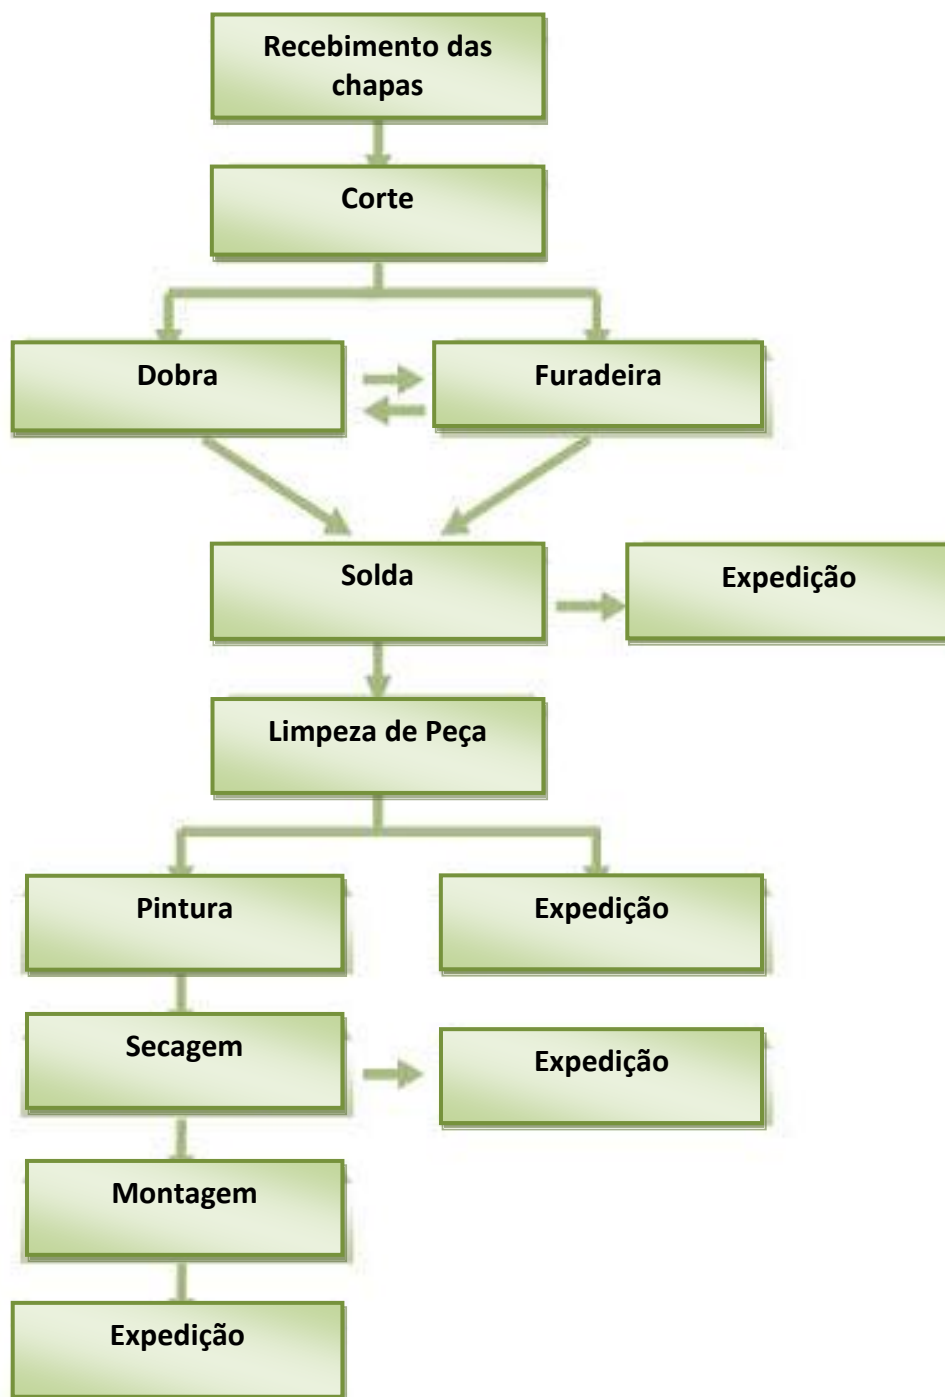 Recebimento das
chapas
Corte
Dobra
Furadeira
Solda
Expedição
Limpeza de Peça
Pintura
Expedição
Secagem
Expedição
Montagem
Expedição